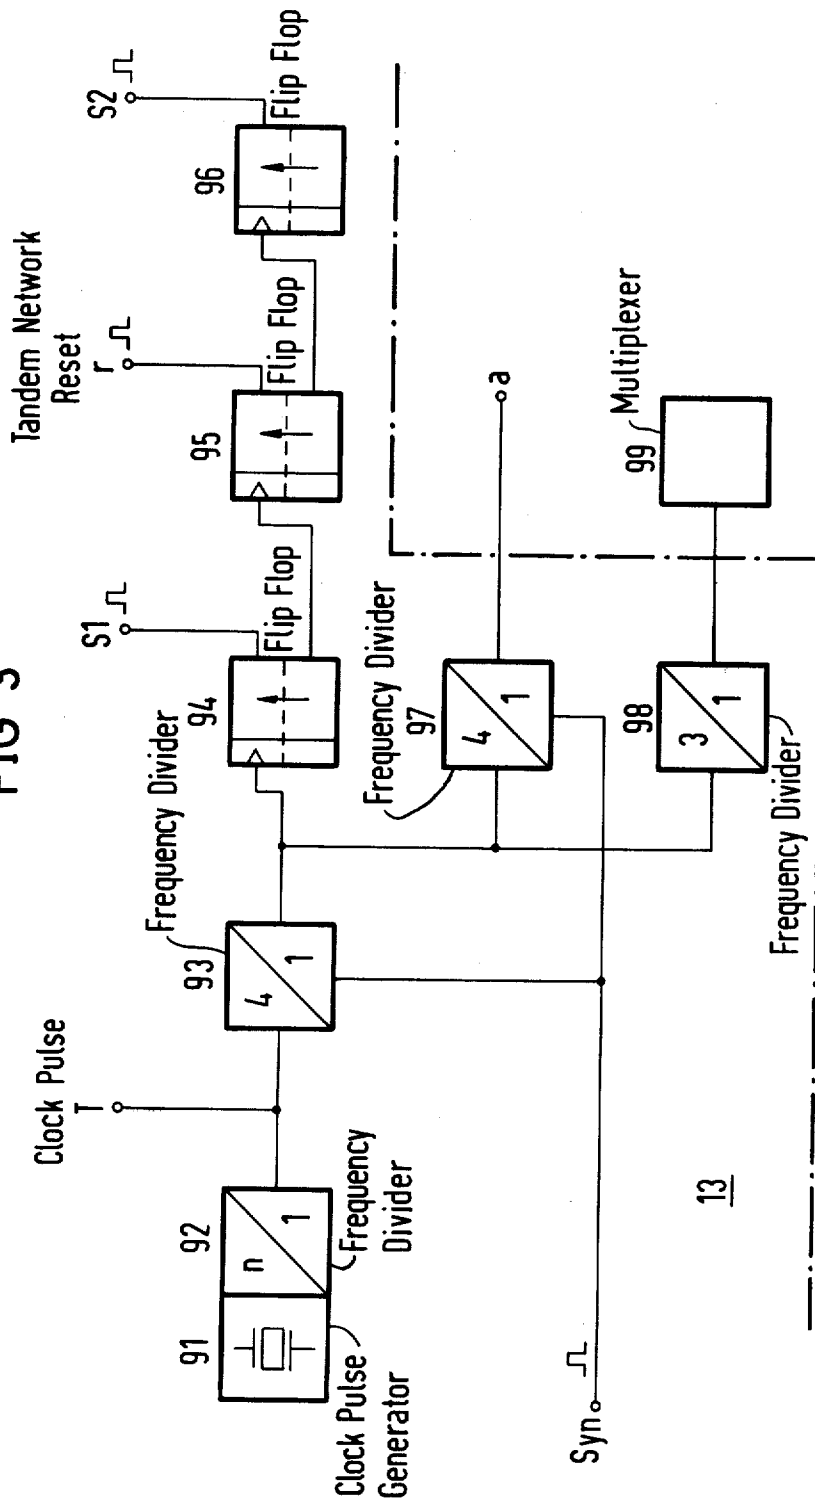 FIG 3
Tandem Network
Reset
Clock Pulse
T
S1
r
S2
Frequency Divider
91
92
93
94
95
96
n
1
4
1
Flip Flop
Flip Flop
Flip Flop
Clock Pulse
Generator
Frequency
Divider
Frequency Divider
97
4
1
a
Syn
98
3
1
99
Multiplexer
Frequency Divider
13